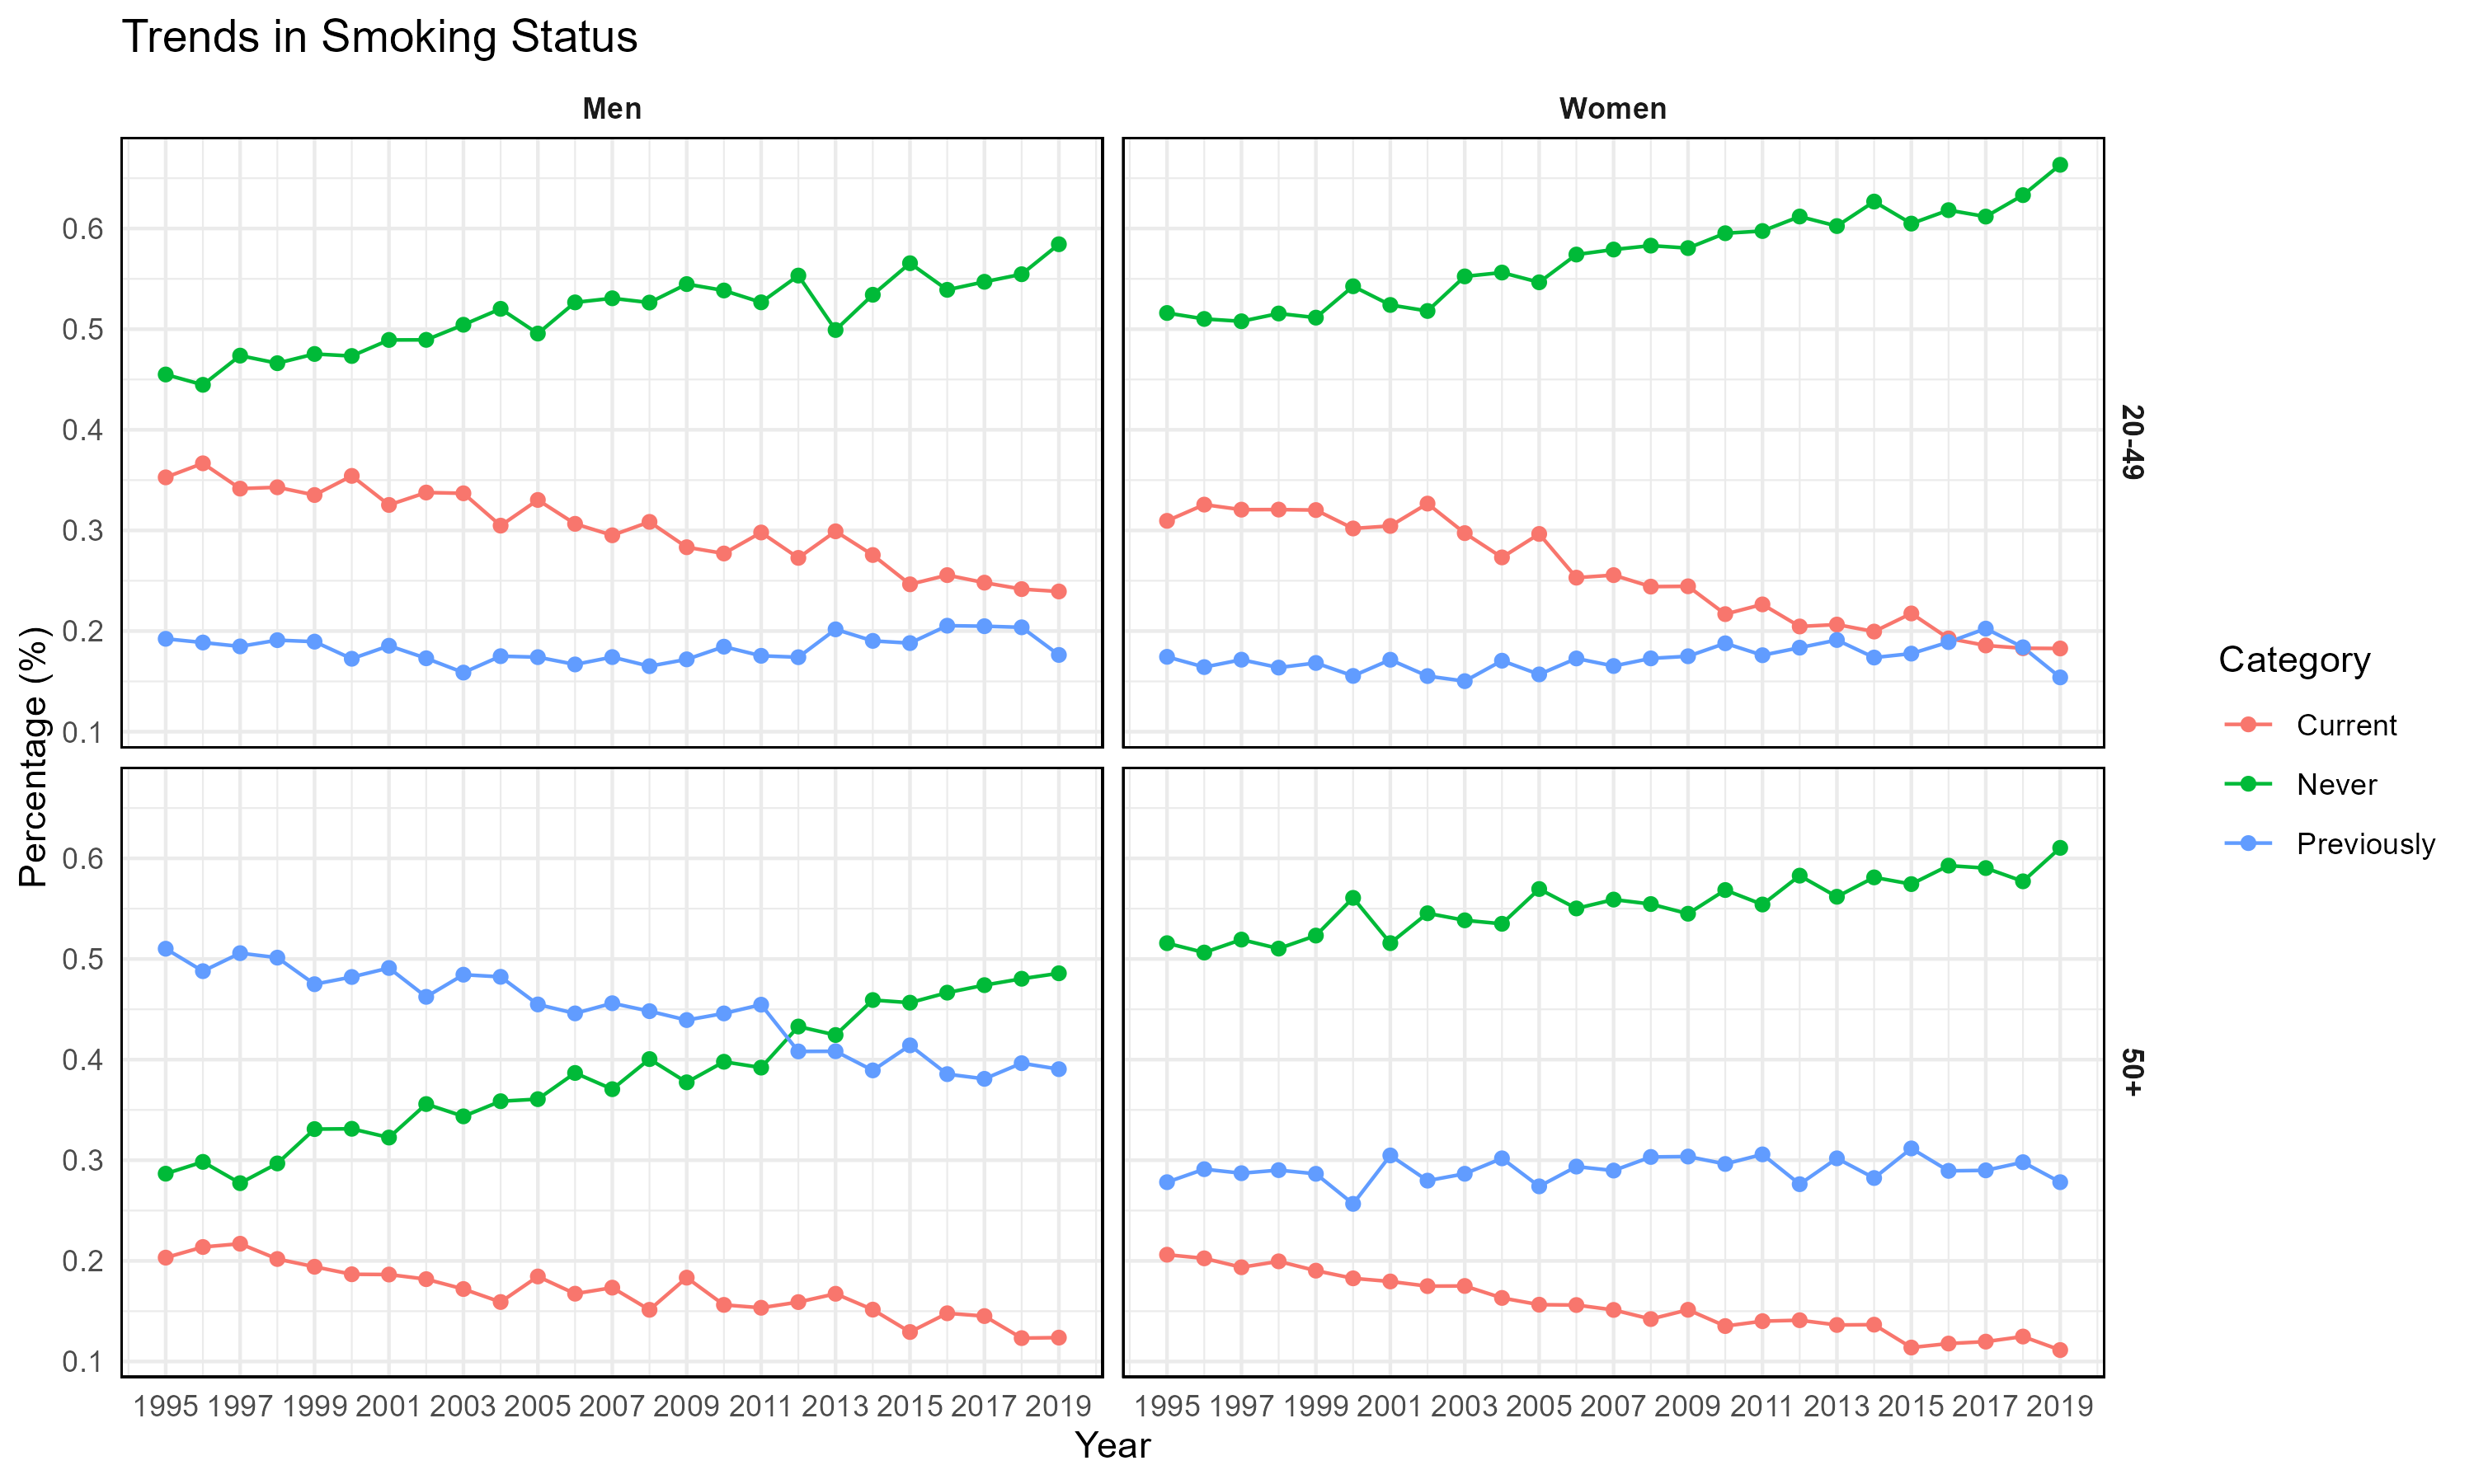 Trends in Smoking Status
Men
Women
0.6
0.5
0.4
0.3
0.2
0.1
20-49
0.6
0.5
0.4
0.3
0.2
0.1
50+
Percentage (%)
1995 1997 1999 2001 2003 2005 2007 2009 2011 2013 2015 2017 2019
1995 1997 1999 2001 2003 2005 2007 2009 2011 2013 2015 2017 2019
Year
Category
Current
Never
Previously